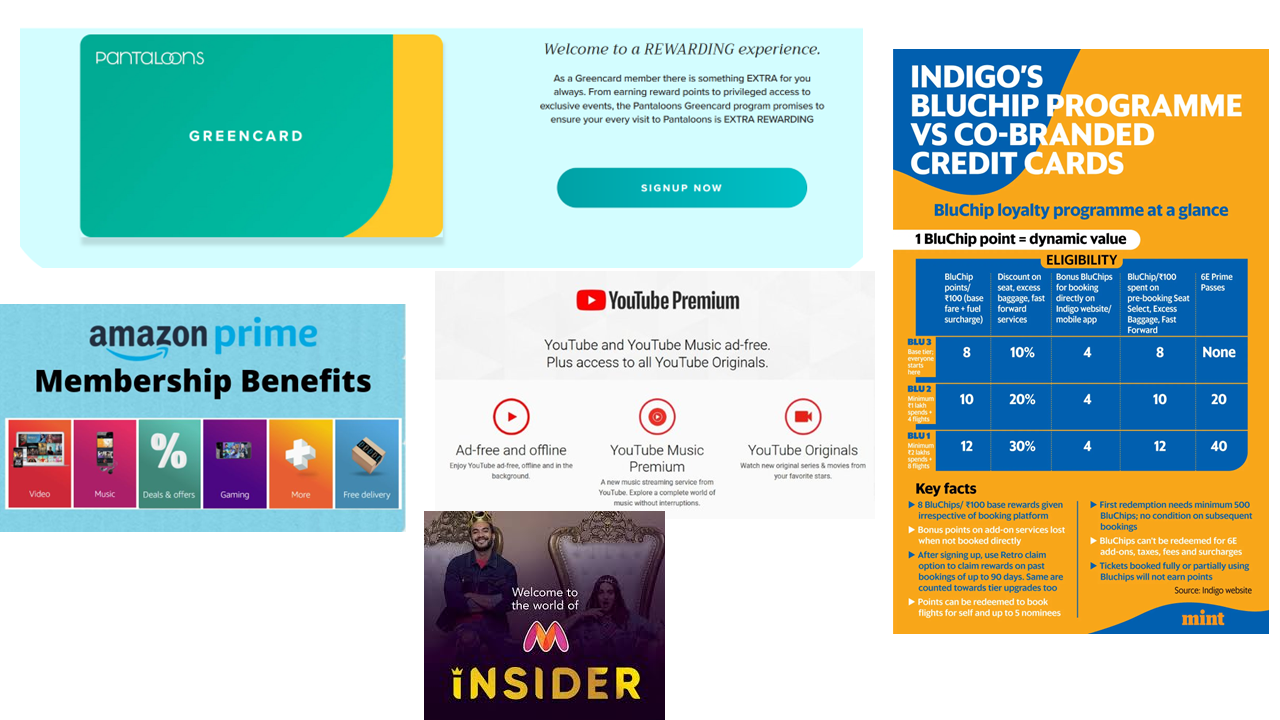 PANTALOONS
GREENCARD
Welcome to a REWARDING experience.
As a Greencard member there is something EXTRA for you
always. From earning reward points to privileged access to
exclusive events, the Pantaloons Greencard program promises to
ensure your every visit to Pantaloons is EXTRA REWARDING
SIGNUP NOW
amazon prime
Membership Benefits
Video
Music
Deals & offers
Gaming
More
Free delivery
YouTube Premium
YouTube and YouTube Music ad-free.
Plus access to all YouTube Originals.
Ad-free and offline
Enjoy YouTube ad-free, offline and in the
background.
YouTube Music
Premium
A new music streaming service from
YouTube. Explore a complete world of
music without interruptions.
YouTube Originals
Watch new original series & movies from
your favorite stars.
Welcome to
the world of
INSIDER
INDIGO'S
BLUCHIP PROGRAMME
VS CO-BRANDED
CREDIT CARDS
BluChip loyalty programme at a glance
1 BluChip point = dynamic value
ELIGIBILITY
BluChip
points/
₹100 (base
fare + fuel
surcharge)
Discount on
seat, excess
baggage, fast
forward
services
Bonus BluChips
for booking
directly on
Indigo website/
mobile app
BluChip/₹100
spent on
pre-booking Seat
Select, Excess
Baggage, Fast
Forward
6E Prime
Passes
BLU 3
Base tier;
everyone
starts
here
8 10% 4 8 None
BLU 2
Minimum
₹1 lakh
spends +
4 flights
10 20% 4 10 20
BLU 1
Minimum
₹2 lakhs
spends +
8 flights
12 30% 4 12 40
Key facts
▶ 8 BluChips/ ₹100 base rewards given
irrespective of booking platform
▶ Bonus points on add-on services lost
when not booked directly
▶ After signing up, use Retro claim
option to claim rewards on past
bookings of up to 90 days. Same are
counted towards tier upgrades too
▶ Points can be redeemed to book
flights for self and up to 5 nominees
▶ First redemption needs minimum 500
BluChips; no condition on subsequent
bookings
▶ BluChips can't be redeemed for 6E
add-ons, taxes, fees and surcharges
▶ Tickets booked fully or partially using
Bluchips will not earn points
Source: Indigo website
mint